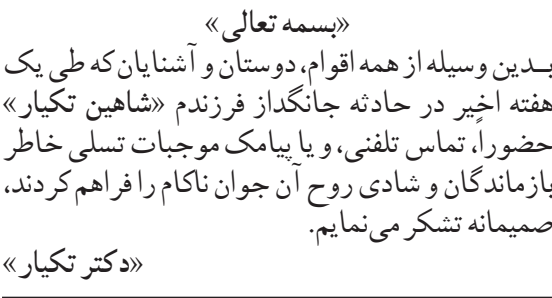 «بسمه تعالی»
بدین وسیله از همه اقوام، دوستان و آشنایان که طی یک
هفته اخیر در حادثه جانگداز فرزندم «شاهین تکیار»
حضوراً، تماس تلفنی، و یا پیامک موجبات تسلی خاطر
بازماندگان و شادی روح آن جوان ناکام را فراهم کردند،
صمیمانه تشکر می‌نمایم.
«دکتر تکیار»